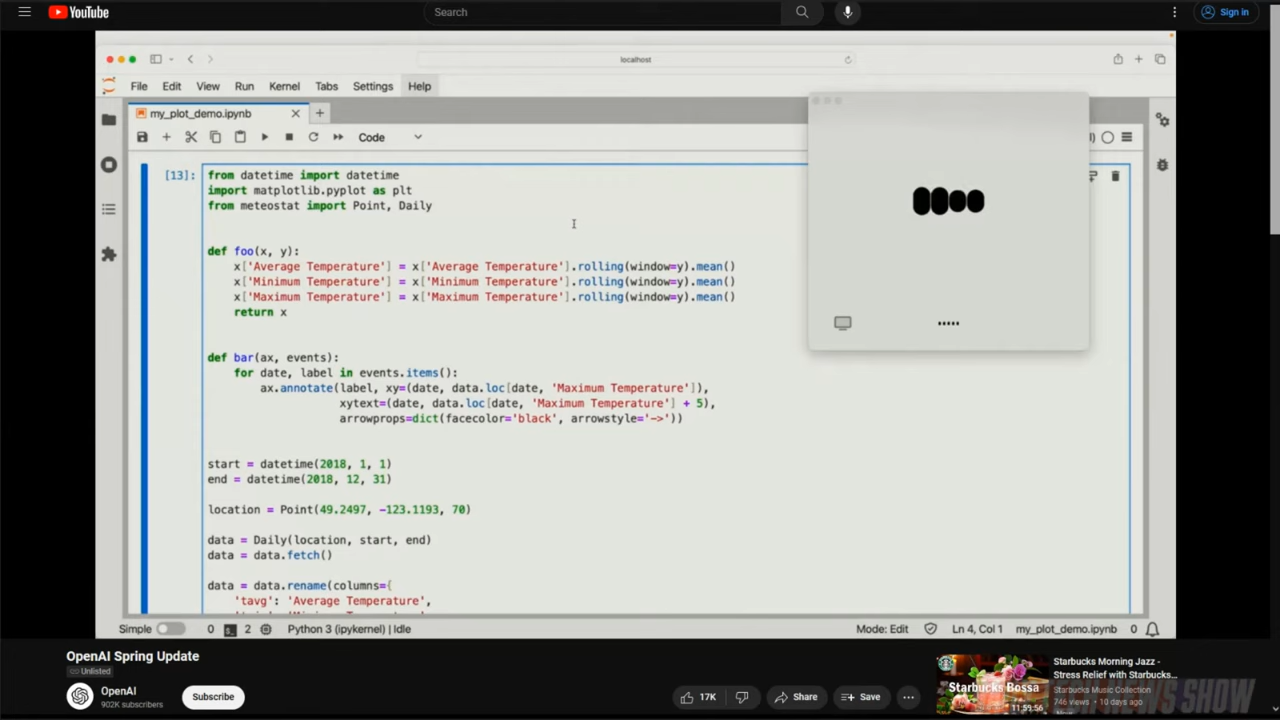 YouTube
Search
Sign in
localhost
File Edit View Run Kernel Tabs Settings Help
my_plot_demo.ipynb
Code
[13]:
from datetime import datetime
import matplotlib.pyplot as plt
from meteostat import Point, Daily
def foo(x, y):
    x['Average Temperature'] = x['Average Temperature'].rolling(window=y).mean()
    x['Minimum Temperature'] = x['Minimum Temperature'].rolling(window=y).mean()
    x['Maximum Temperature'] = x['Maximum Temperature'].rolling(window=y).mean()
    return x
def bar(ax, events):
    for date, label in events.items():
        ax.annotate(label, xy=(date, data.loc[date, 'Maximum Temperature']),
                    xytext=(date, data.loc[date, 'Maximum Temperature'] + 5),
                    arrowprops=dict(facecolor='black', arrowstyle='->'))
start = datetime(2018, 1, 1)
end = datetime(2018, 12, 31)
location = Point(49.2497, -123.1193, 70)
data = Daily(location, start, end)
data = data.fetch()
data = data.rename(columns={
    'tavg': 'Average Temperature',
Simple 0 2 Python 3 (ipykernel) | Idle Mode: Edit Ln 4, Col 1 my_plot_demo.ipynb 0
OpenAI Spring Update
Unlisted
OpenAI
902K subscribers
Subscribe
17K Share Save
Starbucks Bossa
11:59:56
Starbucks Morning Jazz -
Stress Relief with Starbucks...
Starbucks Music Collection
746 views • 10 days ago